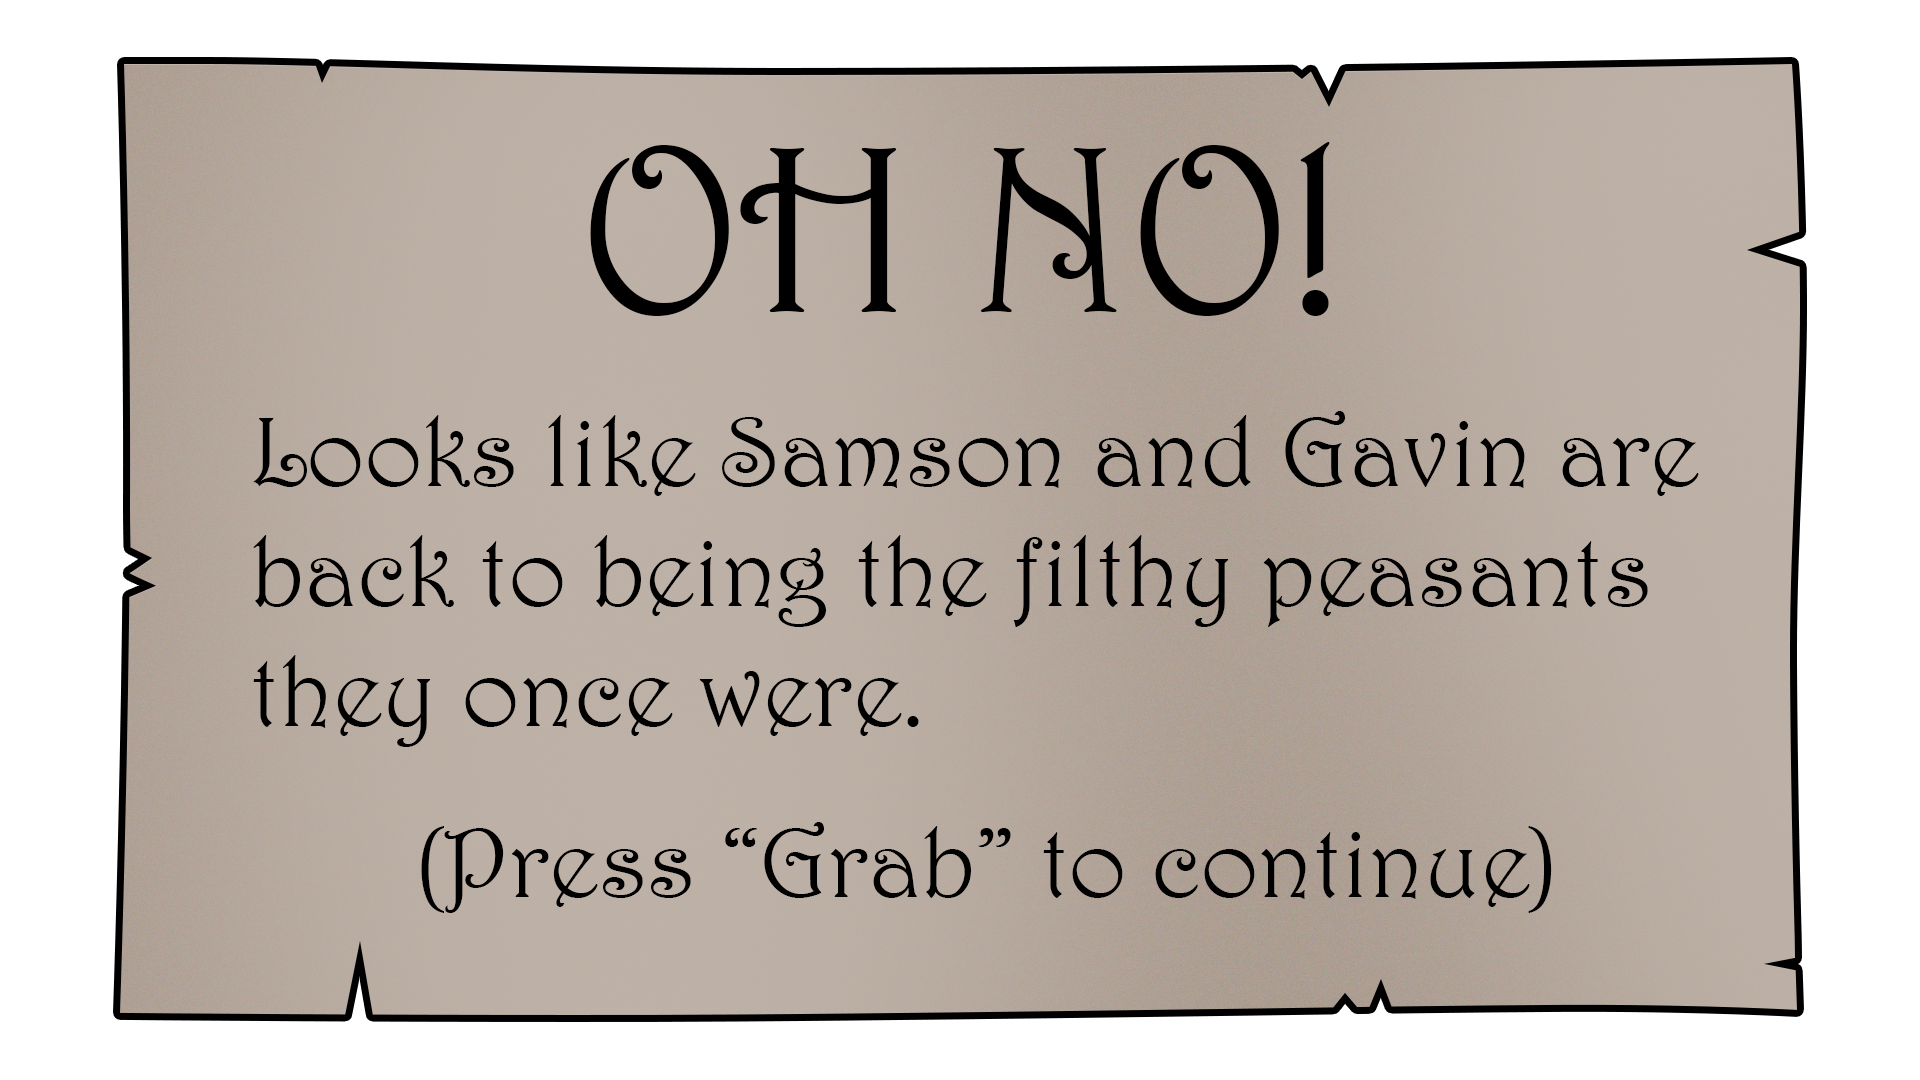 OH NO!
Looks like Samson and Gavin are
back to being the filthy peasants
they once were.
(Press “Grab” to continue)